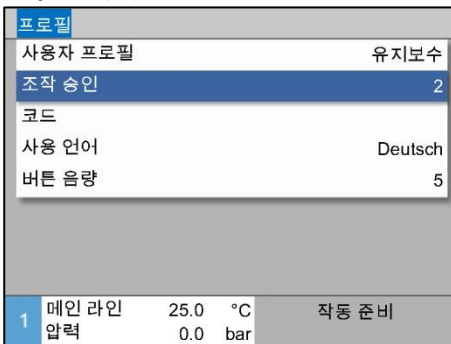 프로필
사용자 프로필 유지보수
조작 승인 2
코드
사용 언어 Deutsch
버튼 음량 5
1 메인 라인 25.0 °C 작동 준비
압력 0.0 bar